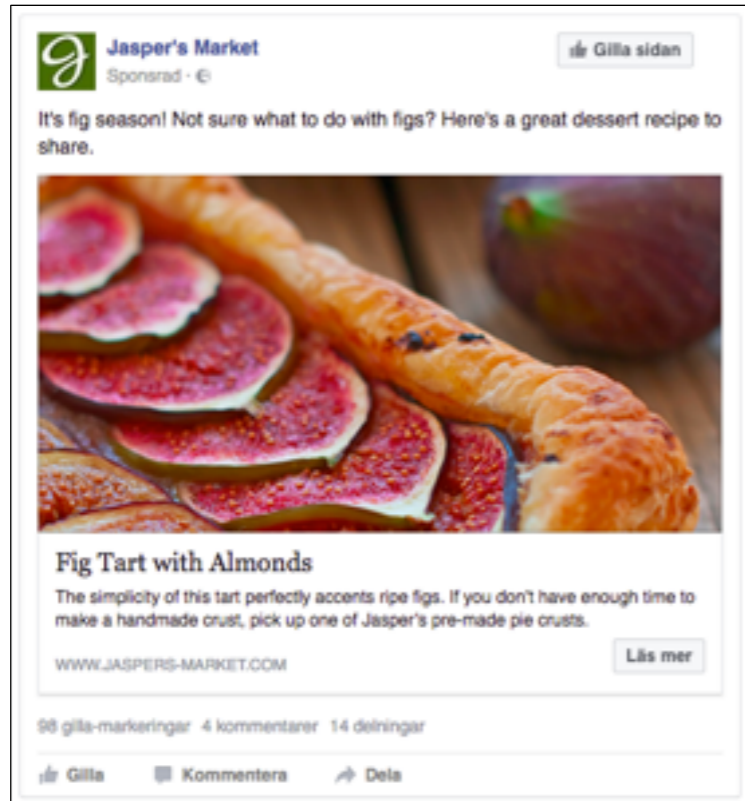 Jasper's Market
Gilla sidan
Sponsrad ·
It's fig season! Not sure what to do with figs? Here's a great dessert recipe to
share.
Fig Tart with Almonds
The simplicity of this tart perfectly accents ripe figs. If you don't have enough time to
make a handmade crust, pick up one of Jasper's pre-made pie crusts.
WWW.JASPERS-MARKET.COM
Läs mer
98 gilla-markeringar 4 kommentarer 14 delningar
Gilla Kommentera Dela